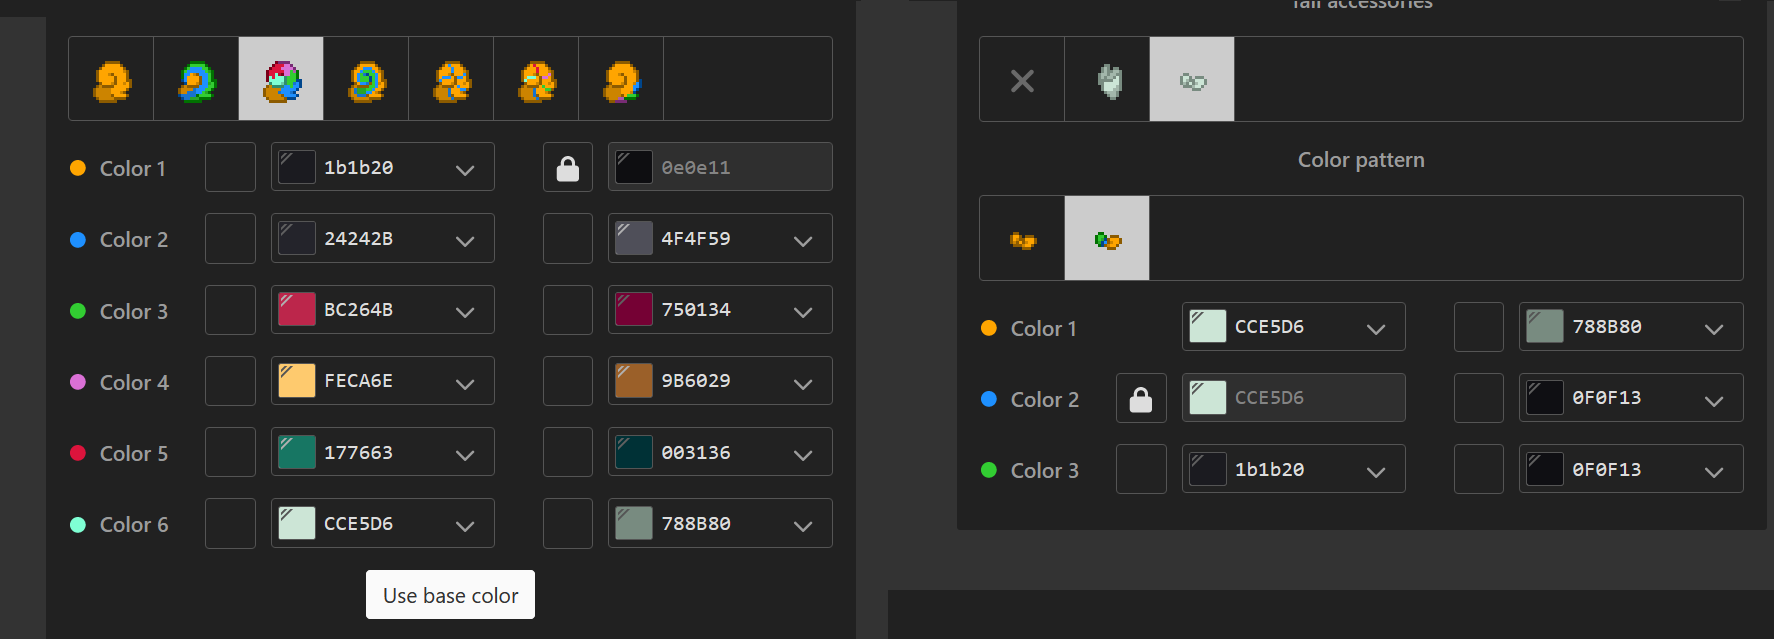 Color 1 1b1b20 0e0e11
Color 2 24242B 4F4F59
Color 3 BC264B 750134
Color 4 FECA6E 9B6029
Color 5 177663 003136
Color 6 CCE5D6 788B80
Use base color
Tail accessories
Color pattern
Color 1 CCE5D6 788B80
Color 2 CCE5D6 0F0F13
Color 3 1b1b20 0F0F13